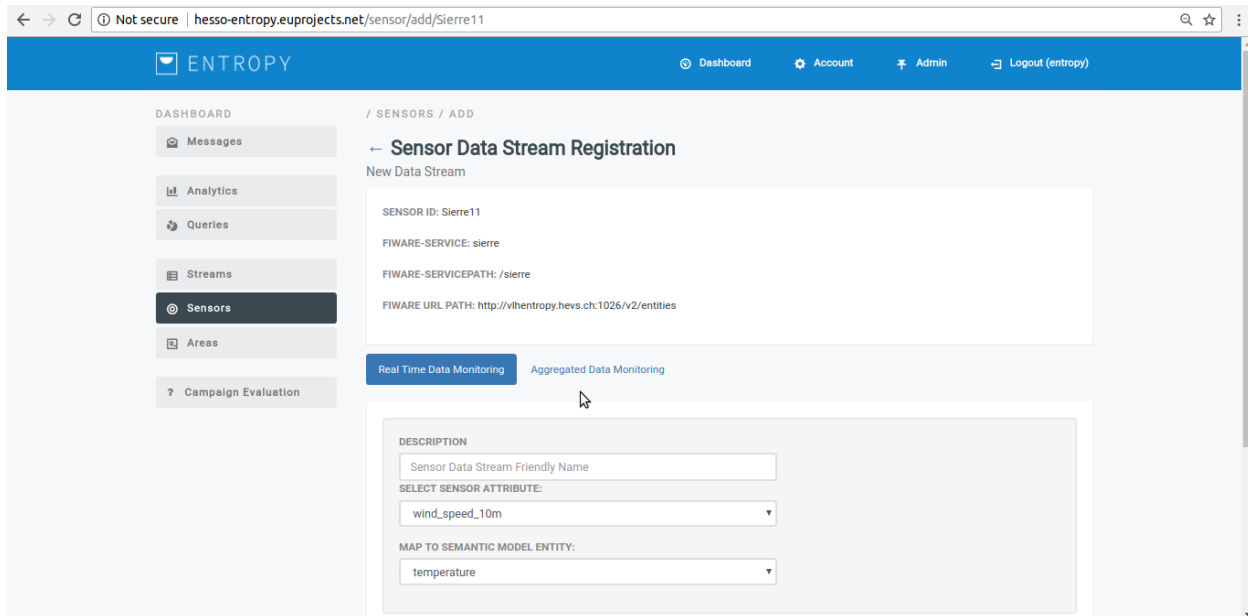 Not secure | hesso-entropy.euprojects.net/sensor/add/Sierre11
ENTROPY
Dashboard
Account
Admin
Logout (entropy)
DASHBOARD
Messages
Analytics
Queries
Streams
Sensors
Areas
? Campaign Evaluation
/ SENSORS / ADD
← Sensor Data Stream Registration
New Data Stream
SENSOR ID: Sierre11
FIWARE-SERVICE: sierre
FIWARE-SERVICEPATH: /sierre
FIWARE URL PATH: http://vlhentropy.hevs.ch:1026/v2/entities
Real Time Data Monitoring
Aggregated Data Monitoring
DESCRIPTION
Sensor Data Stream Friendly Name
SELECT SENSOR ATTRIBUTE:
wind_speed_10m
MAP TO SEMANTIC MODEL ENTITY:
temperature